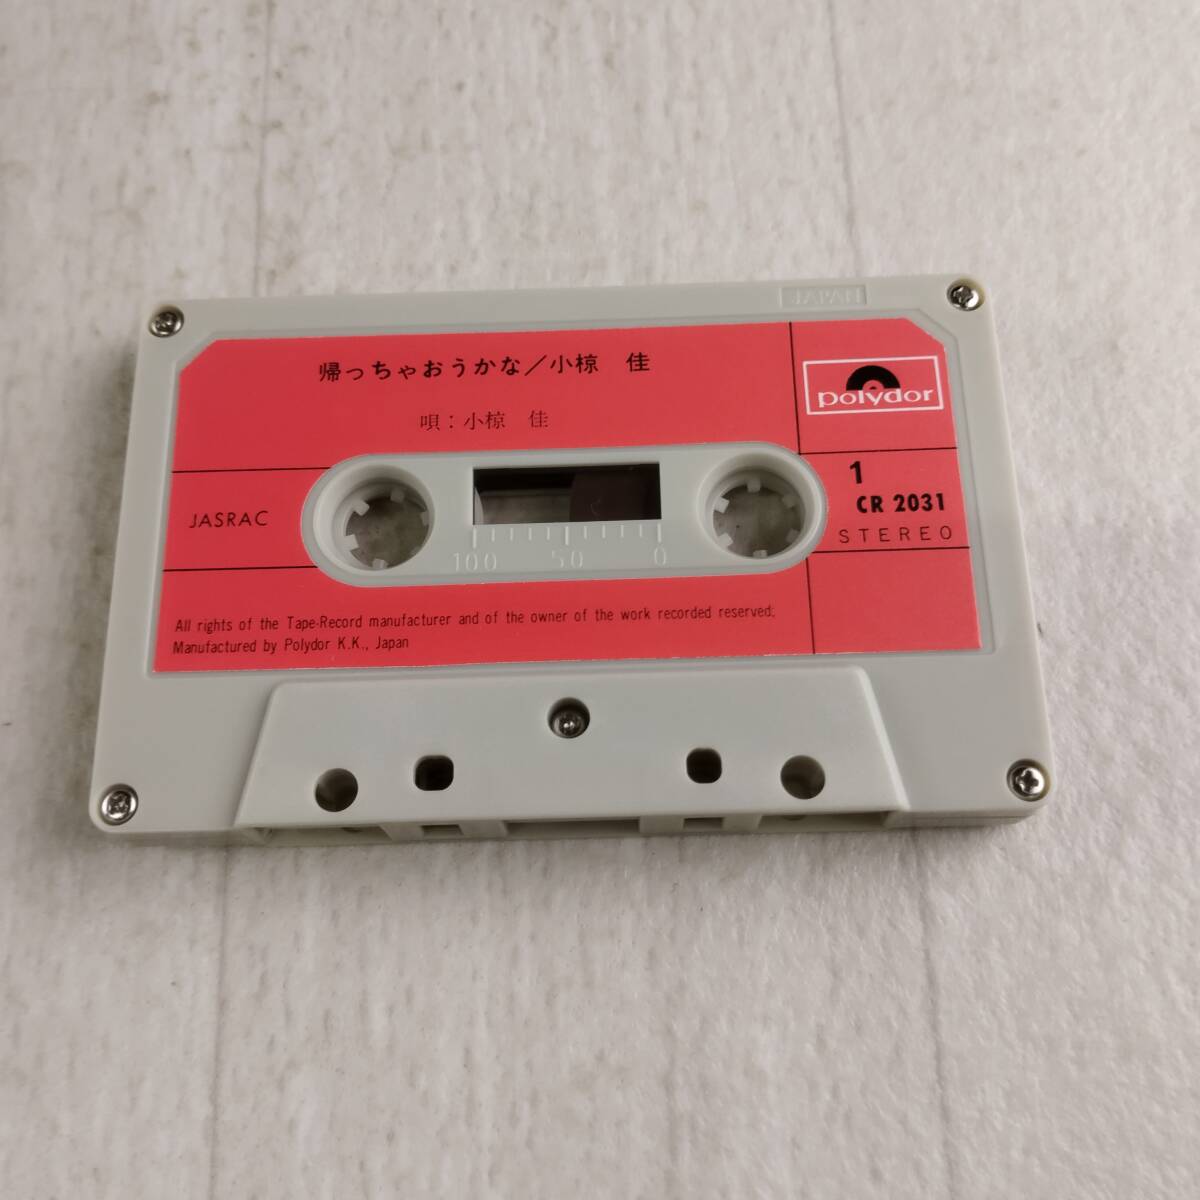 JAPAN
帰っちゃおうかな／小椋　佳
唄：小椋　佳
polydor
JASRAC
1
CR 2031
STEREO
100 50 0
All rights of the Tape-Record manufacturer and of the owner of the work recorded reserved;
Manufactured by Polydor K.K., Japan